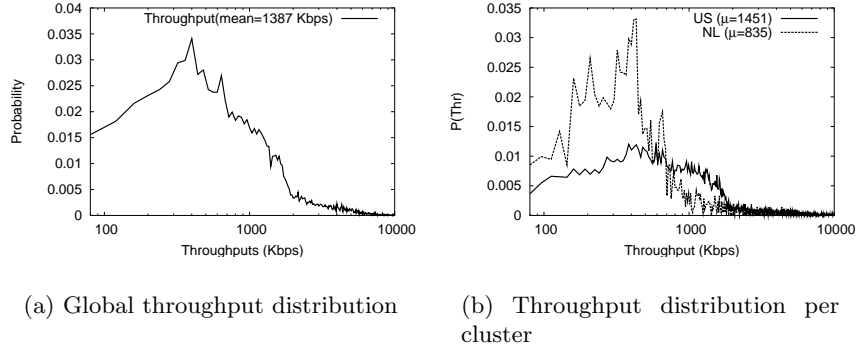 Throughput(mean=1387 Kbps)
0.04
0.035
0.03
0.025
0.02
0.015
0.01
0.005
0
Probability
100
1000
10000
Throughputs (Kbps)
(a) Global throughput distribution
US (μ=1451)
NL (μ=835)
0.035
0.03
0.025
0.02
0.015
0.01
0.005
0
P(Thr)
100
1000
10000
Throughput (Kbps)
(b) Throughput distribution per
cluster